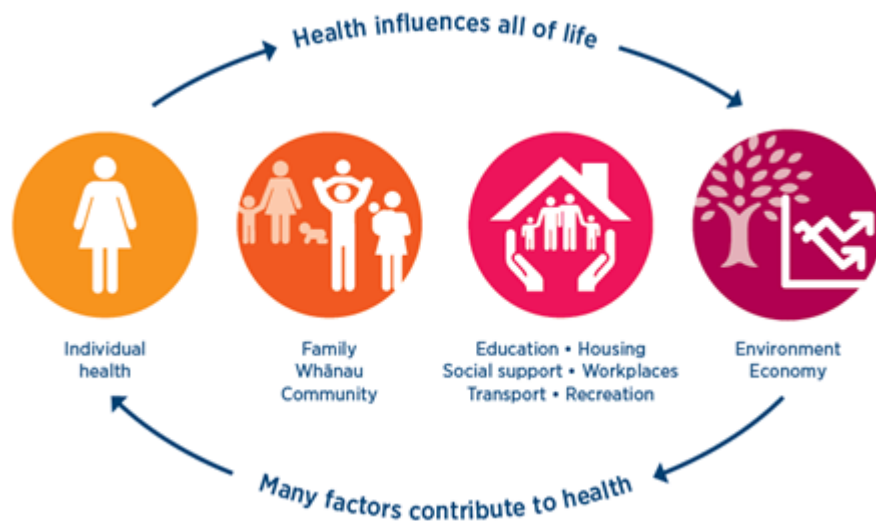 Health influences all of life
Individual
health
Family
Whānau
Community
Education • Housing
Social support • Workplaces
Transport • Recreation
Environment
Economy
Many factors contribute to health